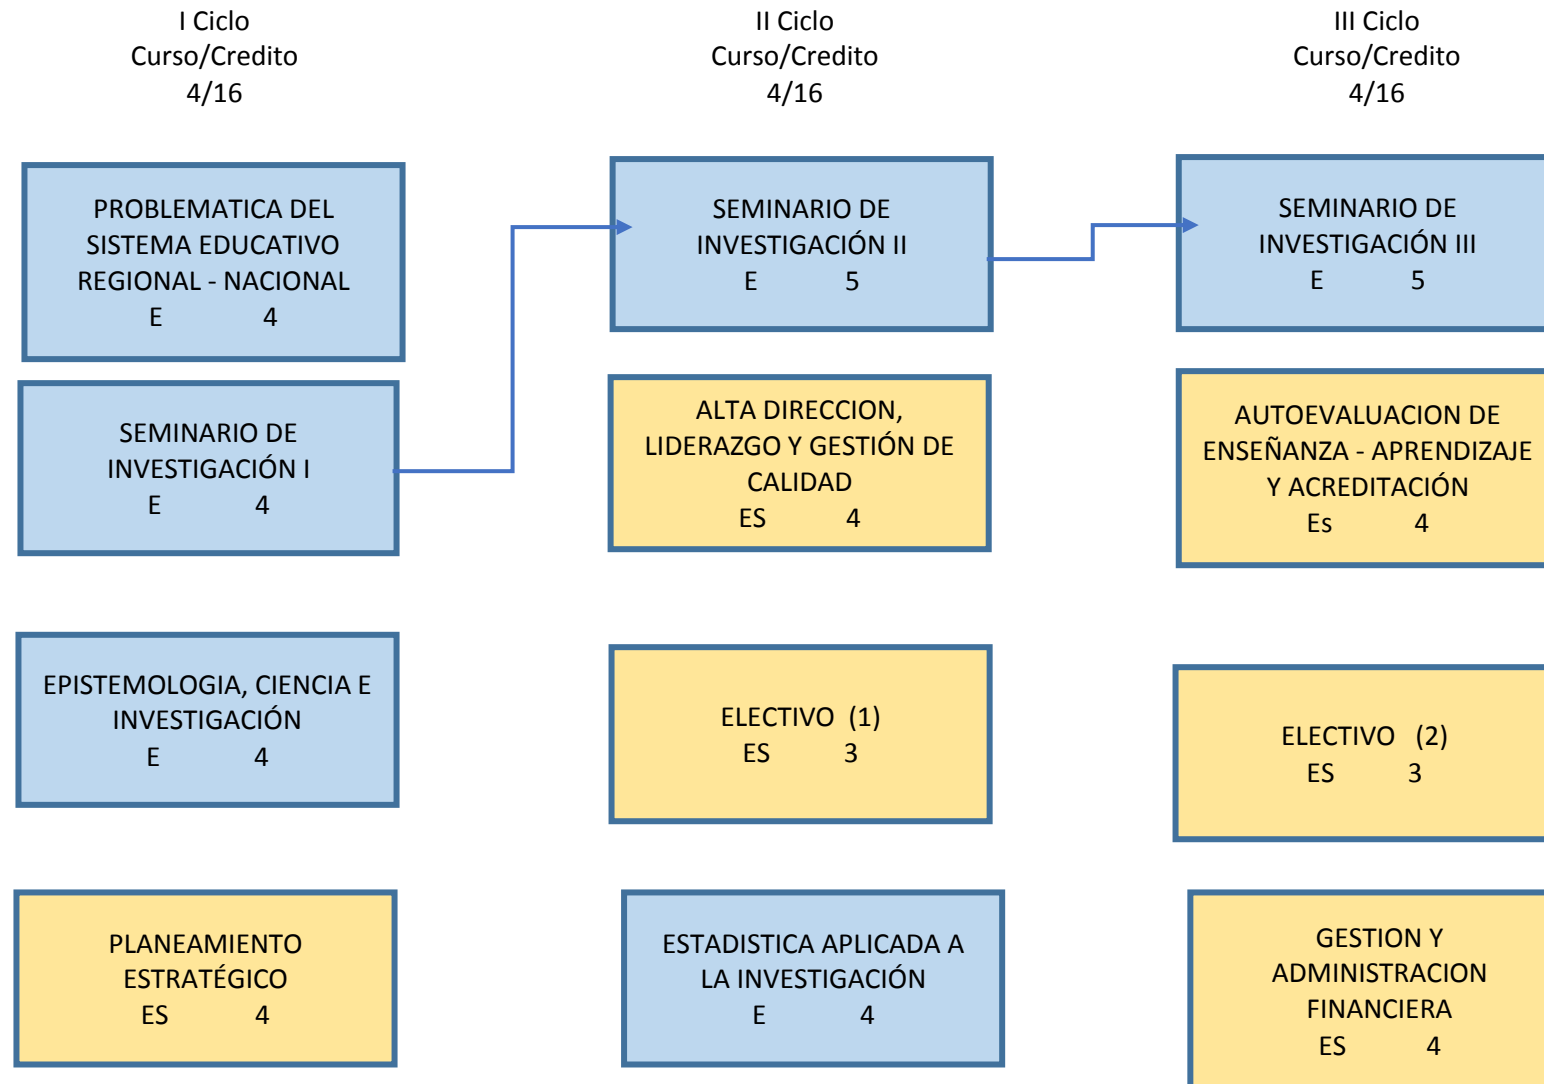 I Ciclo
Curso/Credito
4/16
II Ciclo
Curso/Credito
4/16
III Ciclo
Curso/Credito
4/16
PROBLEMATICA DEL
SISTEMA EDUCATIVO
REGIONAL - NACIONAL
E 4
SEMINARIO DE
INVESTIGACIÓN II
E 5
SEMINARIO DE
INVESTIGACIÓN III
E 5
SEMINARIO DE
INVESTIGACIÓN I
E 4
ALTA DIRECCION,
LIDERAZGO Y GESTIÓN DE
CALIDAD
ES 4
AUTOEVALUACION DE
ENSEÑANZA - APRENDIZAJE
Y ACREDITACIÓN
Es 4
EPISTEMOLOGIA, CIENCIA E
INVESTIGACIÓN
E 4
ELECTIVO (1)
ES 3
ELECTIVO (2)
ES 3
PLANEAMIENTO
ESTRATÉGICO
ES 4
ESTADISTICA APLICADA A
LA INVESTIGACIÓN
E 4
GESTION Y
ADMINISTRACION
FINANCIERA
ES 4